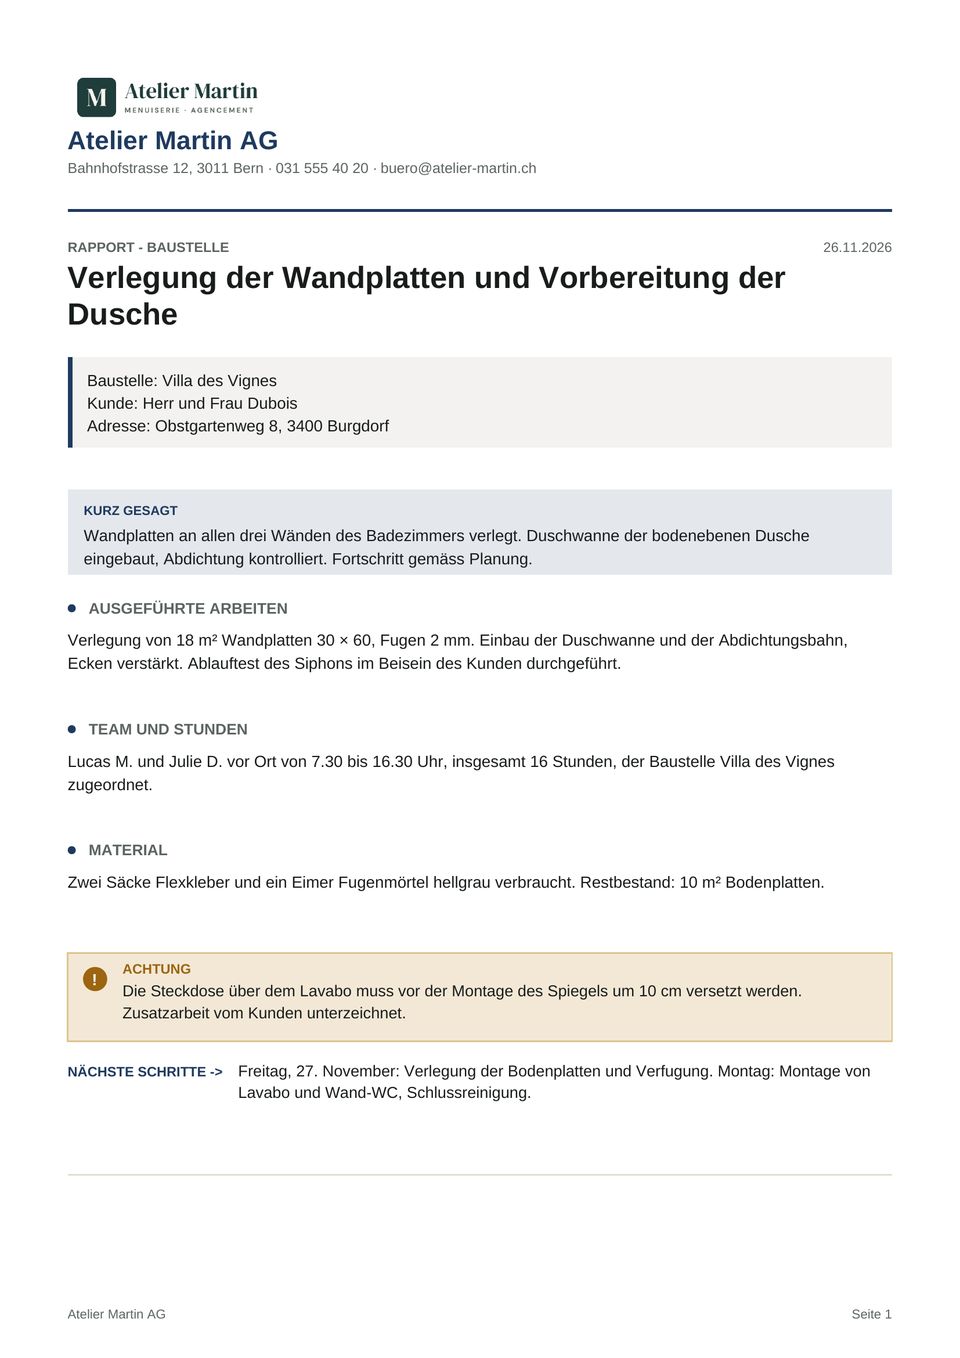 M Atelier Martin
MENUISERIE · AGENCEMENT
Atelier Martin AG
Bahnhofstrasse 12, 3011 Bern · 031 555 40 20 · buero@atelier-martin.ch
RAPPORT - BAUSTELLE 26.11.2026
Verlegung der Wandplatten und Vorbereitung der
Dusche
Baustelle: Villa des Vignes
Kunde: Herr und Frau Dubois
Adresse: Obstgartenweg 8, 3400 Burgdorf
KURZ GESAGT
Wandplatten an allen drei Wänden des Badezimmers verlegt. Duschwanne der bodenebenen Dusche
eingebaut, Abdichtung kontrolliert. Fortschritt gemäss Planung.
AUSGEFÜHRTE ARBEITEN
Verlegung von 18 m² Wandplatten 30 × 60, Fugen 2 mm. Einbau der Duschwanne und der Abdichtungsbahn,
Ecken verstärkt. Ablauftest des Siphons im Beisein des Kunden durchgeführt.
TEAM UND STUNDEN
Lucas M. und Julie D. vor Ort von 7.30 bis 16.30 Uhr, insgesamt 16 Stunden, der Baustelle Villa des Vignes
zugeordnet.
MATERIAL
Zwei Säcke Flexkleber und ein Eimer Fugenmörtel hellgrau verbraucht. Restbestand: 10 m² Bodenplatten.
! ACHTUNG
Die Steckdose über dem Lavabo muss vor der Montage des Spiegels um 10 cm versetzt werden.
Zusatzarbeit vom Kunden unterzeichnet.
NÄCHSTE SCHRITTE -> Freitag, 27. November: Verlegung der Bodenplatten und Verfugung. Montag: Montage von
Lavabo und Wand-WC, Schlussreinigung.
Atelier Martin AG Seite 1